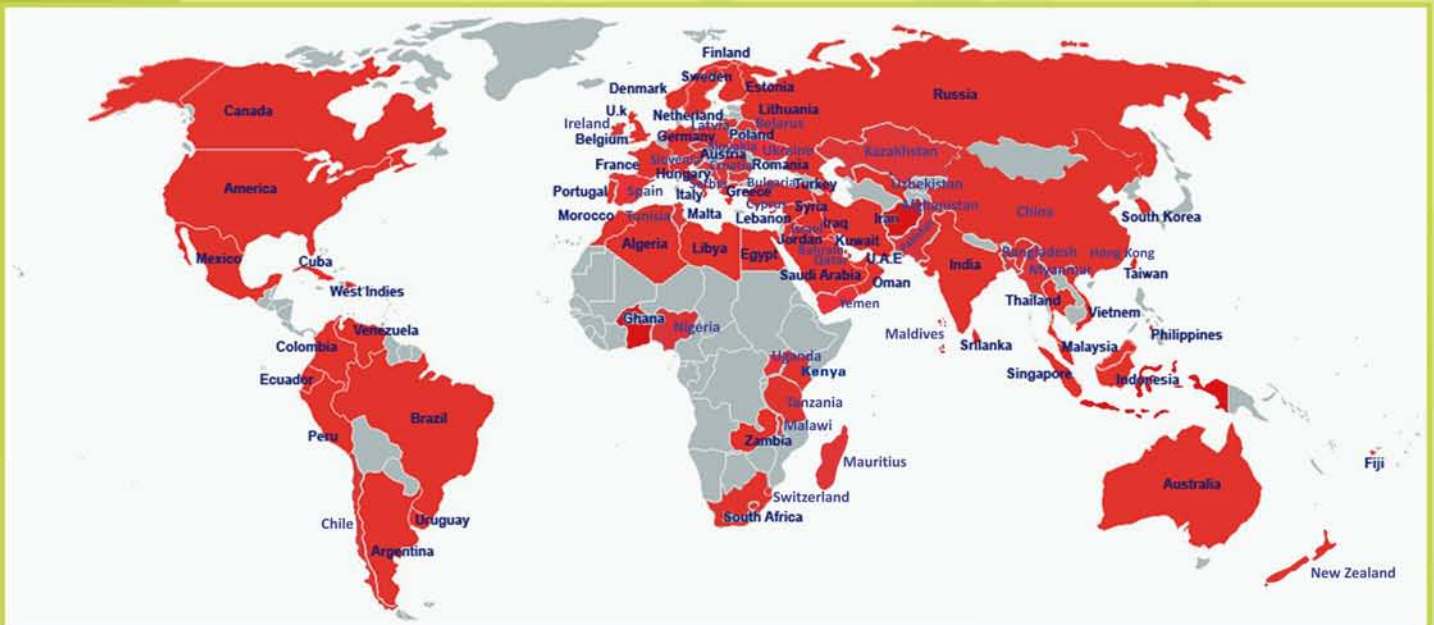 Canada
America
Mexico
Cuba
West Indies
Venezuela
Colombia
Ecuador
Peru
Brazil
Chile
Uruguay
Argentina
Finland
Sweden
Denmark
Estonia
Lithuania
U.k
Netherland
Ireland
Latvia
Belarus
Belgium
Germany
Poland
Slovakia
Austria
Ukraine
France
Slovenia
Croatia
Romania
Hungary
Serbia
Bulgaria
Turkey
Portugal
Spain
Italy
Greece
Cyprus
Morocco
Tunisia
Malta
Lebanon
Syria
Israel
Iraq
Iran
Jordan
Kuwait
Bahrain
Qatar
U.A.E
Algeria
Libya
Egypt
Saudi Arabia
Oman
Yemen
Ghana
Nigeria
Uganda
Kenya
Tanzania
Malawi
Zambia
Mauritius
Switzerland
South Africa
Russia
Kazakhstan
Uzbekistan
Afghanistan
Pakistan
China
South Korea
India
Bangladesh
Hong Kong
Myanmar
Taiwan
Thailand
Vietnem
Maldives
Srilanka
Philippines
Malaysia
Singapore
Indonesia
Fiji
Australia
New Zealand